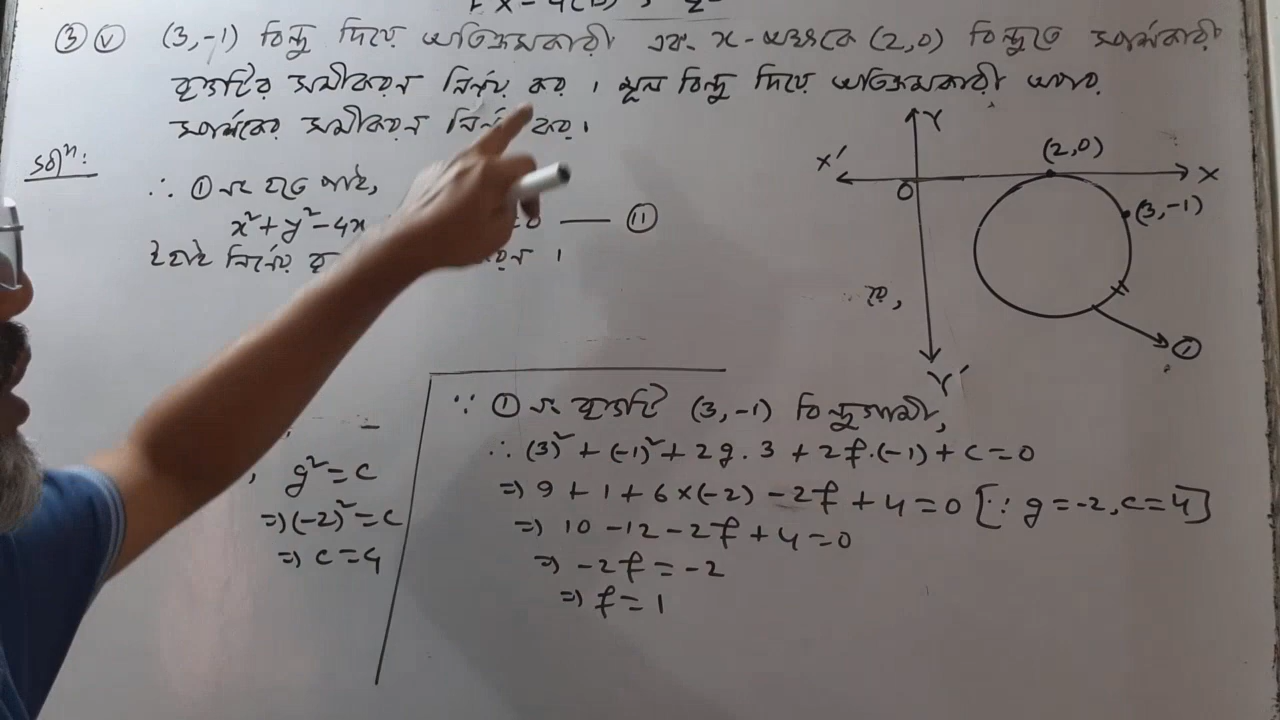 ③ ⓥ (3,-1) বিন্দু দিয়ে অতিক্রমকারী এবং x-অক্ষকে (2,0) বিন্দুতে স্পর্শকারী
বৃত্তটির সমীকরণ নির্ণয় কর । মূল বিন্দু দিয়ে অতিক্রমকারী অপর
স্পর্শকের সমীকরণ নির্ণয় কর।
∴ ① নং হতে পাই,
x²+y²-4x
0 —— ⑪
ইহাই নির্ণেয়
Y
X'
O
(2,0)
X
(3,-1)
①
Y'
g²=c
=> (-2)²=c
=> c=4
∵ ① নং বৃত্তটি (3,-1) বিন্দুগামী,
∴ (3)²+(-1)²+2g.3+2f.(-1)+c=0
=> 9+1+6×(-2)-2f+4=0 [∵ g=-2, c=4]
=> 10-12-2f+4=0
=> -2f=-2
=> f=1